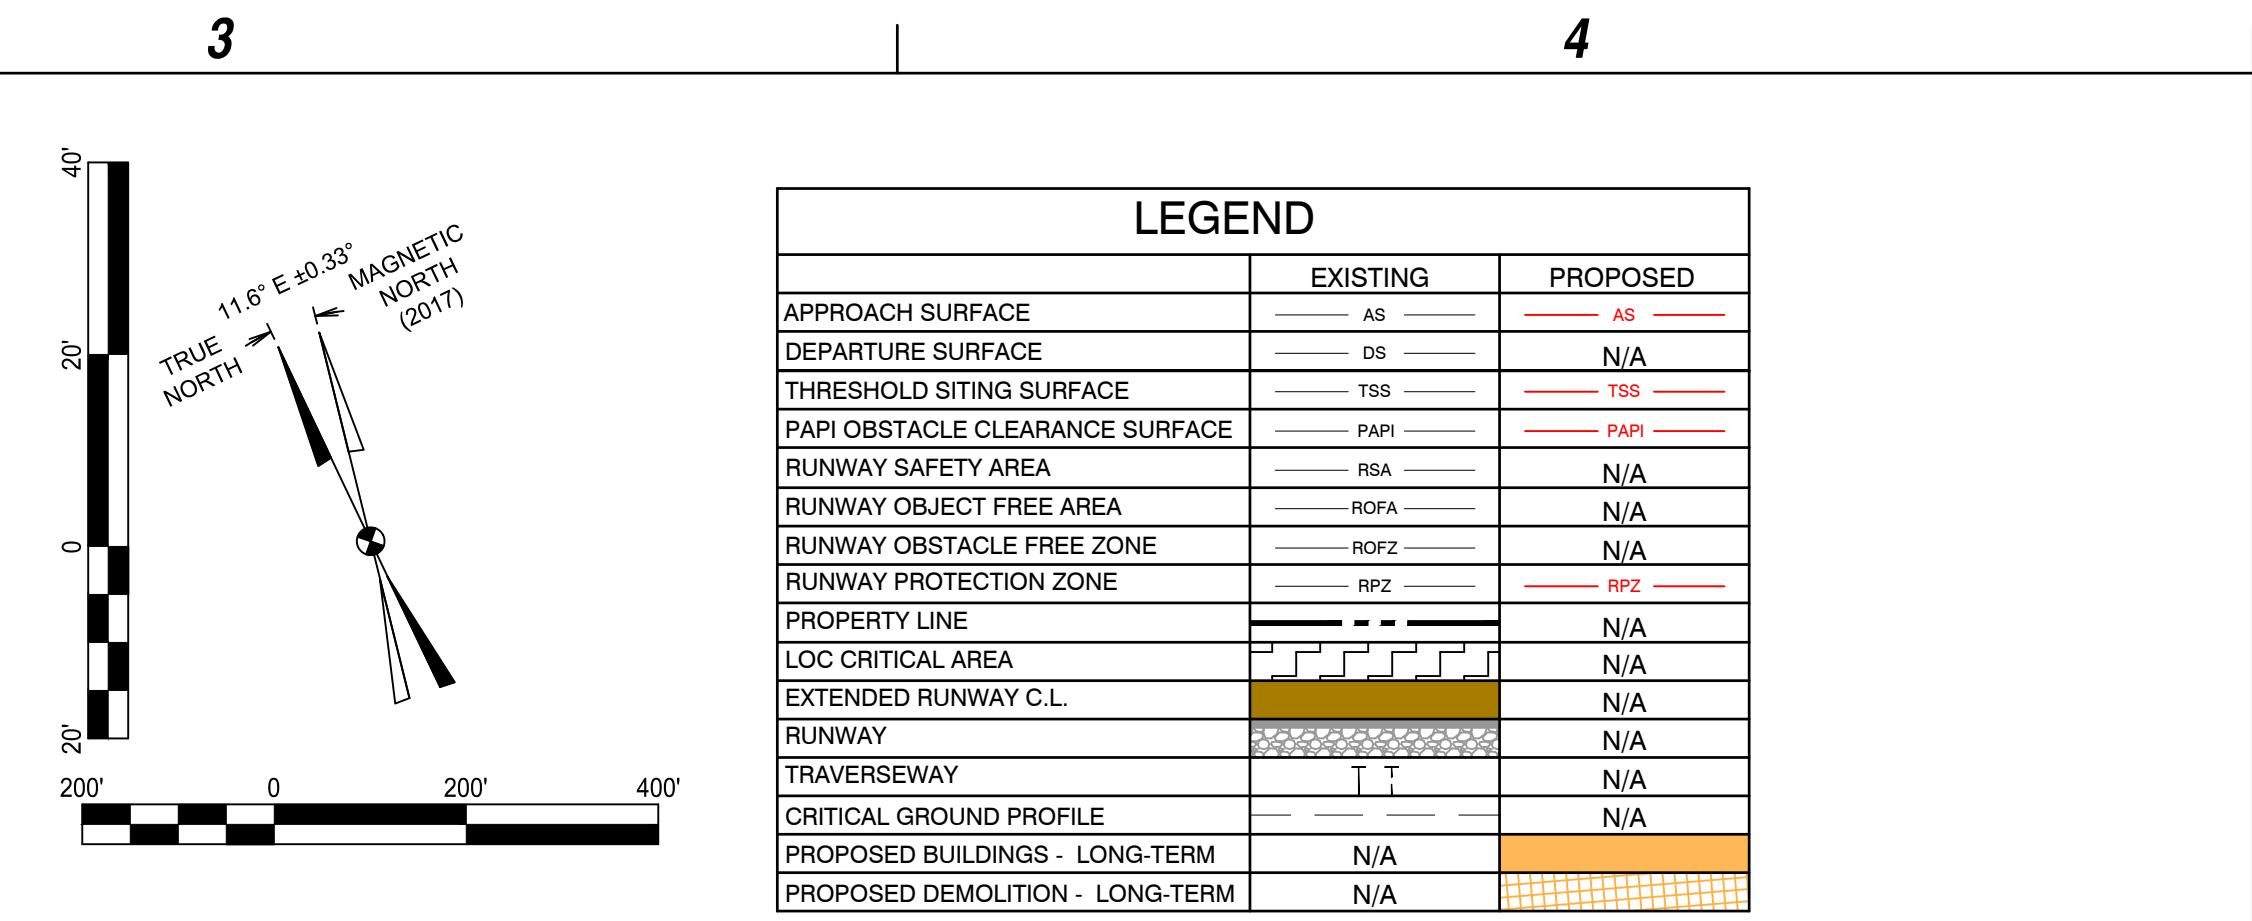 3
4
40'
20'
0
20'
200' 0 200' 400'
11.6° E ±0.33°
TRUE
NORTH
MAGNETIC
NORTH
(2017)
LEGEND
EXISTING PROPOSED
APPROACH SURFACE AS AS
DEPARTURE SURFACE DS N/A
THRESHOLD SITING SURFACE TSS TSS
PAPI OBSTACLE CLEARANCE SURFACE PAPI PAPI
RUNWAY SAFETY AREA RSA N/A
RUNWAY OBJECT FREE AREA ROFA N/A
RUNWAY OBSTACLE FREE ZONE ROFZ N/A
RUNWAY PROTECTION ZONE RPZ RPZ
PROPERTY LINE N/A
LOC CRITICAL AREA N/A
EXTENDED RUNWAY C.L. N/A
RUNWAY N/A
TRAVERSEWAY N/A
CRITICAL GROUND PROFILE N/A
PROPOSED BUILDINGS - LONG-TERM N/A
PROPOSED DEMOLITION - LONG-TERM N/A